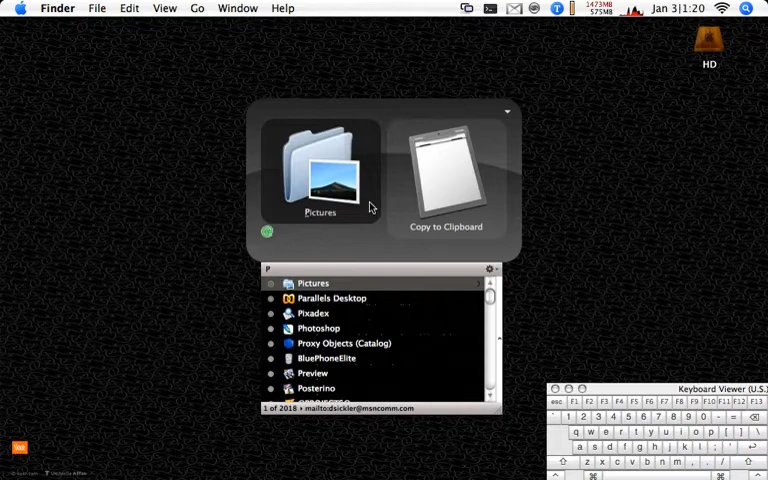 Finder File Edit View Go Window Help 1473MB 575MB Jan 3|1:20
HD
Pictures
Copy to Clipboard
P
Pictures
Parallels Desktop
Pixadex
Photoshop
Proxy Objects (Catalog)
BluePhoneElite
Preview
Posterino
1 of 2018 ▸ mailto:dsickler@msncomm.com
Keyboard Viewer (U.S.
esc F1 F2 F3 F4 F5 F6 F7 F8 F9 F10 F11 F12 F13
` 1 2 3 4 5 6 7 8 9 0 - =
q w e r t y u i o p [ ] \
a s d f g h j k l ; '
z x c v b n m , . /